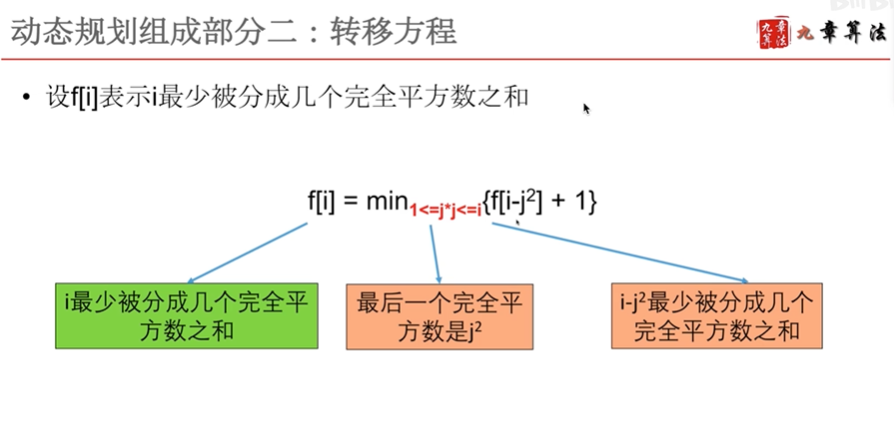 动态规划组成部分二：转移方程
九章算法 九章算法
• 设f[i]表示i最少被分成几个完全平方数之和
f[i] = min1<=j*j<=i{f[i-j²] + 1}
i最少被分成几个完全平
方数之和
最后一个完全平
方数是j²
i-j²最少被分成几个
完全平方数之和